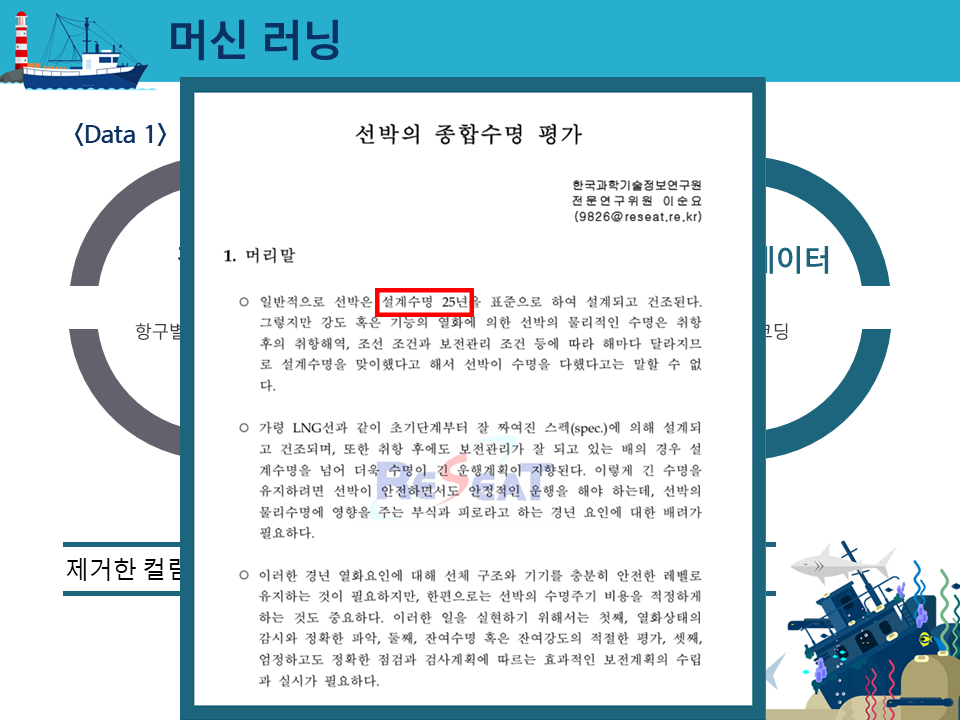 머신 러닝
<Data 1>
선박의 종합수명 평가
한국과학기술정보연구원
전문연구위원 이순요
(9826@reseat.re.kr)
1. 머리말
○ 일반적으로 선박은 설계수명 25년을 표준으로 하여 설계되고 건조된다.
그렇지만 강도 혹은 기능의 열화에 의한 선박의 물리적인 수명은 취항
후의 취항해역, 조선 조건과 보전관리 조건 등에 따라 해마다 달라지므
로 설계수명을 맞이했다고 해서 선박이 수명을 다했다고는 말할 수 없
다.
○ 가령 LNG선과 같이 초기단계부터 잘 짜여진 스펙(spec.)에 의해 설계되
고 건조되며, 또한 취항 후에도 보전관리가 잘 되고 있는 배의 경우 설
계수명을 넘어 더욱 수명이 긴 운행계획이 지향된다. 이렇게 긴 수명을
유지하려면 선박이 안전하면서도 안정적인 운행을 해야 하는데, 선박의
물리수명에 영향을 주는 부식과 피로라고 하는 경년 요인에 대한 배려가
필요하다.
○ 이러한 경년 열화요인에 대해 선체 구조와 기기를 충분히 안전한 레벨로
유지하는 것이 필요하지만, 한편으로는 선박의 수명주기 비용을 적정하게
하는 것도 중요하다. 이러한 일을 실현하기 위해서는 첫째, 열화상태의
감시와 정확한 파악, 둘째, 잔여수명 혹은 잔여강도의 적절한 평가, 셋째,
엄정하고도 정확한 점검과 검사계획에 따르는 효과적인 보전계획의 수립
과 실시가 필요하다.
RESEAT
이터
항구별
코딩
제거한 컬럼